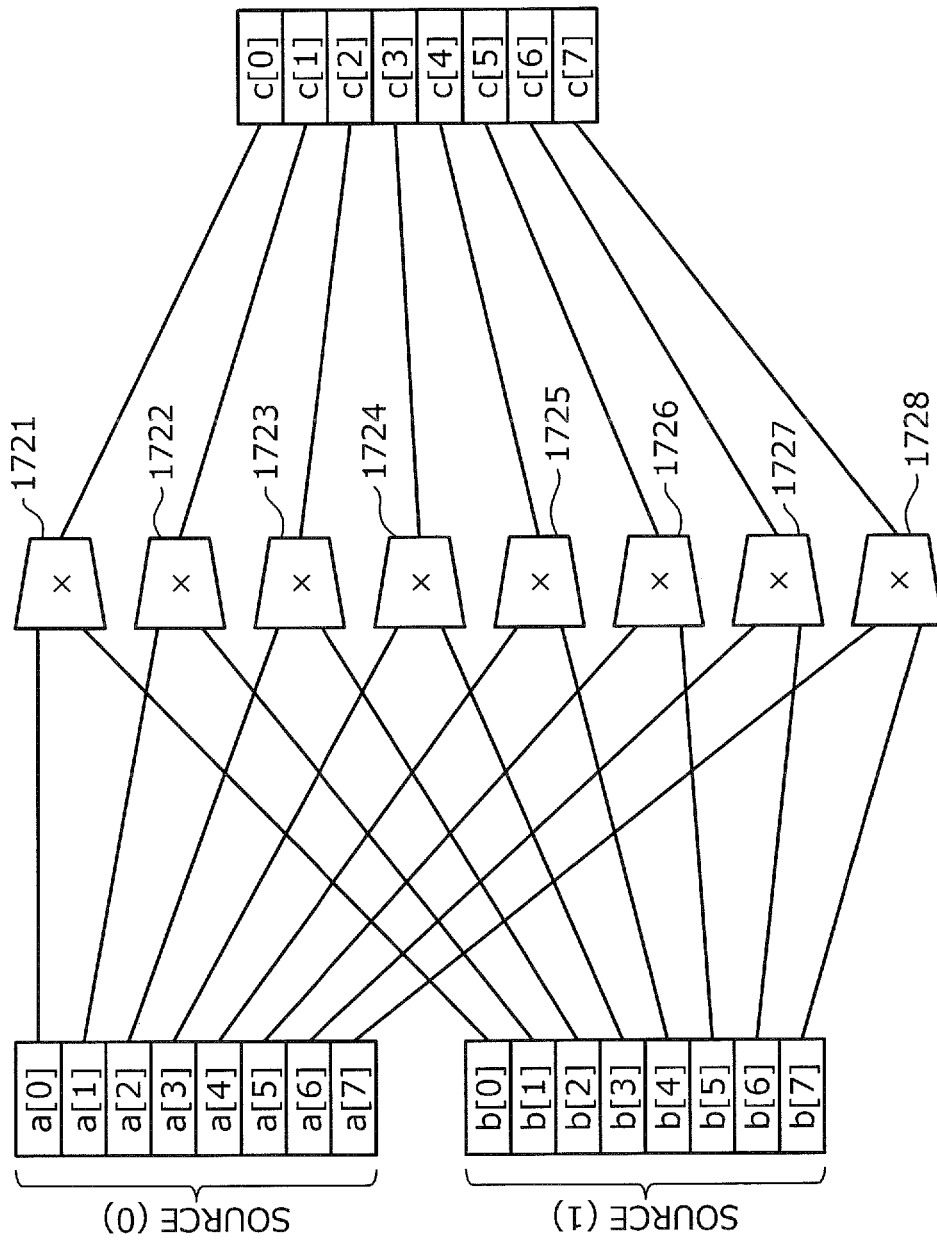 SOURCE (0)
a[0]
a[1]
a[2]
a[3]
a[4]
a[5]
a[6]
a[7]
SOURCE (1)
b[0]
b[1]
b[2]
b[3]
b[4]
b[5]
b[6]
b[7]
×
1721
×
1722
×
1723
×
1724
×
1725
×
1726
×
1727
×
1728
c[0]
c[1]
c[2]
c[3]
c[4]
c[5]
c[6]
c[7]